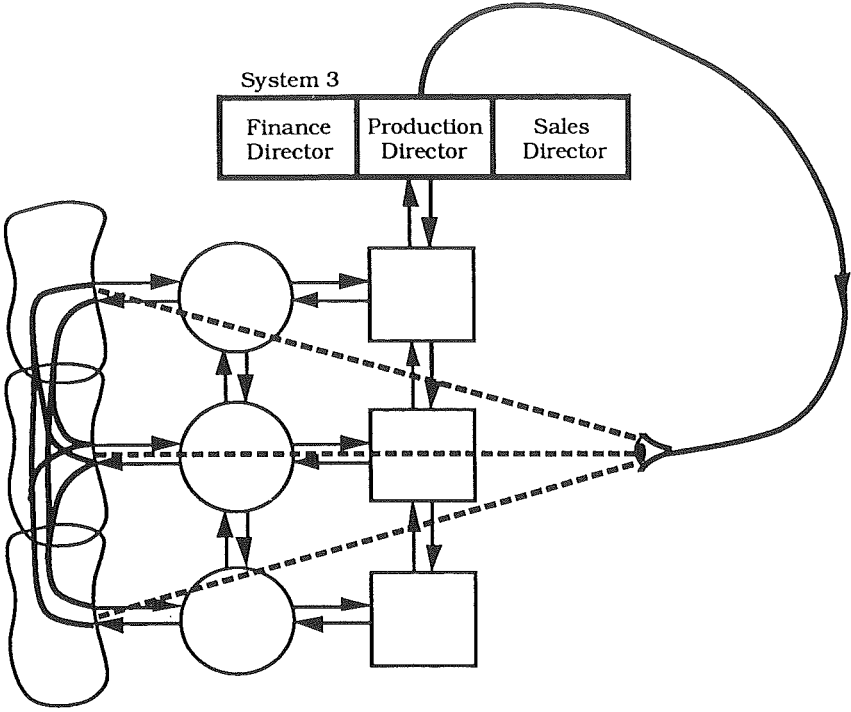 System 3
Finance
Director
Production
Director
Sales
Director